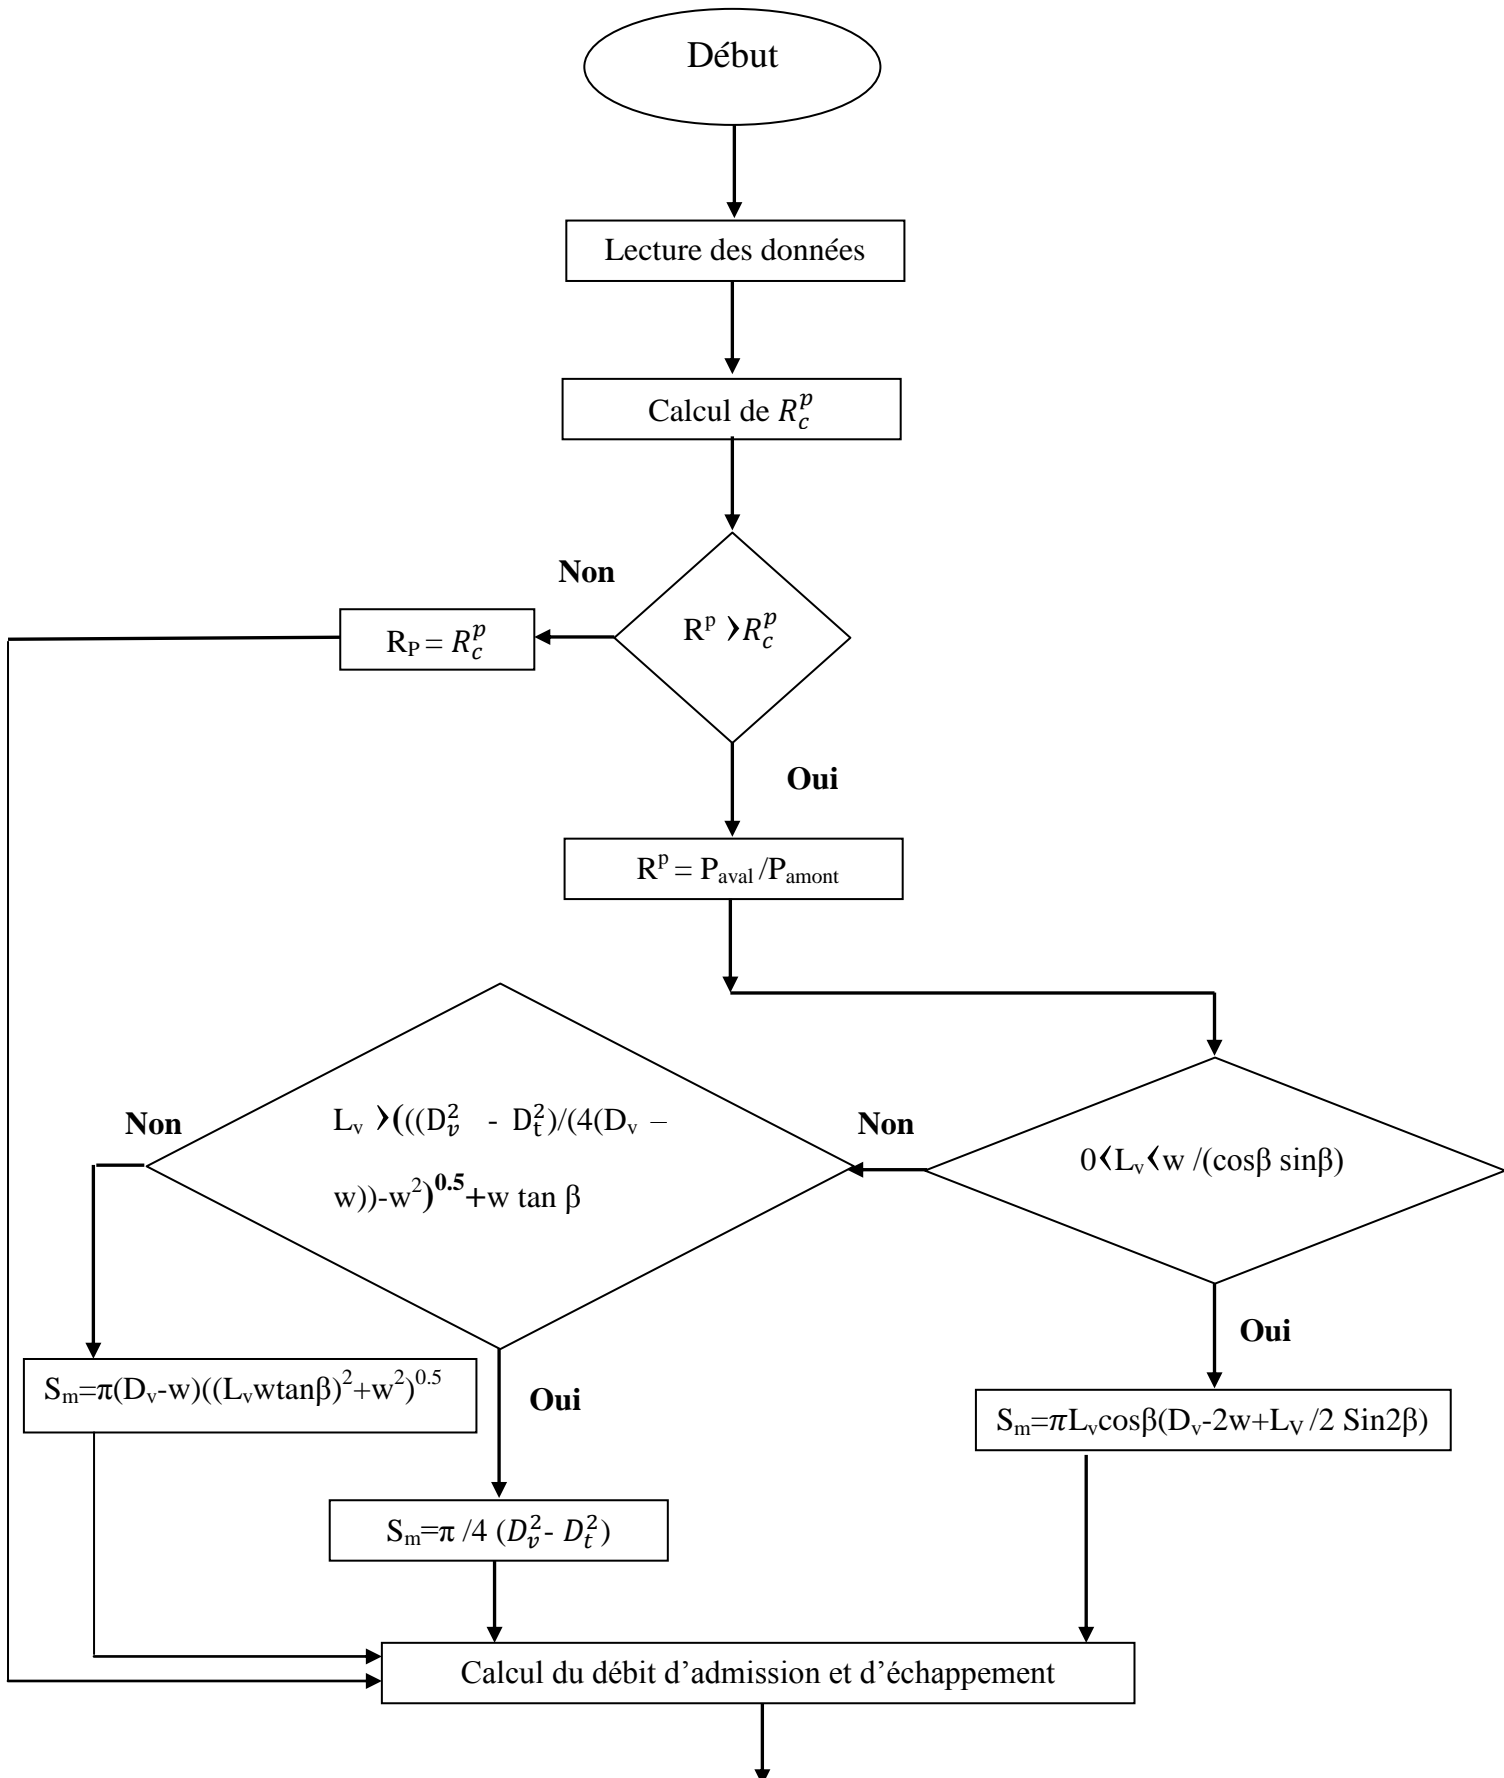 Début
Lecture des données
Calcul de $R_c^p$
Non
R^p ⟩ $R_c^p$
R_P = $R_c^p$
Oui
R^p = P_aval /P_amont
Non
L_v ⟩(((D_v^2 - D_t^2)/(4(D_v –
w))-w^2)^0.5+w tan β
Non
0⟨L_v⟨w /(cosβ sinβ)
Oui
S_m=π(D_v-w)((L_vwtanβ)^2+w^2)^0.5
Oui
S_m=πL_vcosβ(D_v-2w+L_V /2 Sin2β)
S_m=π /4 (D_v^2- D_t^2)
Calcul du débit d’admission et d’échappement